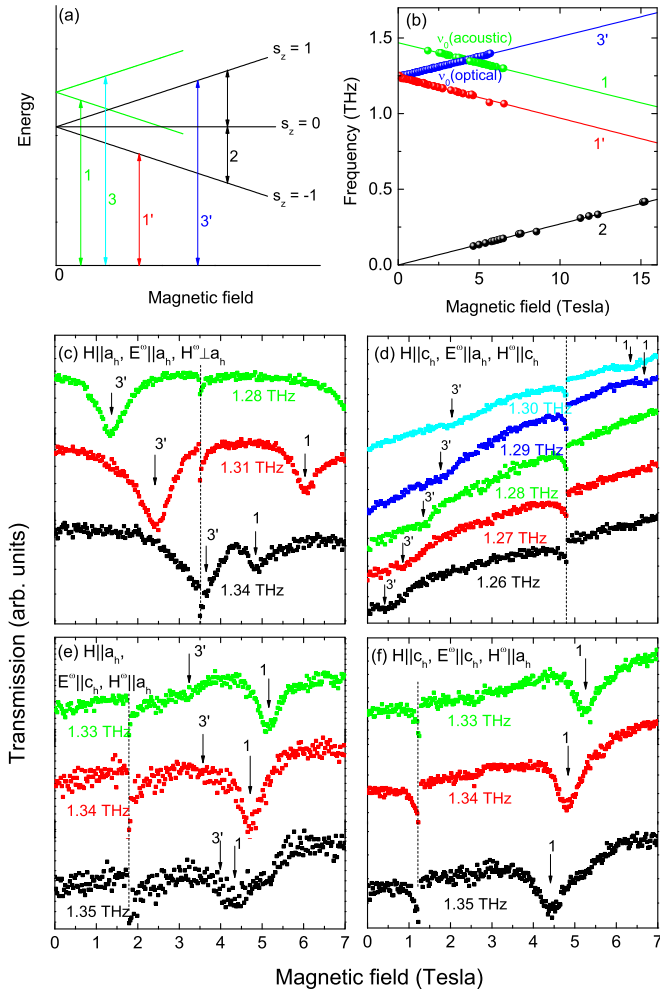 (a)
Energy
s_z = 1
s_z = 0
s_z = -1
1
3
1'
3'
2
0
Magnetic field
(b)
Frequency (THz)
1.5
1.0
0.5
0.0
ν₀(acoustic)
ν₀(optical)
3'
1
1'
2
0 5 10 15
Magnetic field (Tesla)
Transmission (arb. units)
(c) H||a_h, E^ω||a_h, H^ω⊥a_h
3'
1.28 THz
3'
1
1.31 THz
3'
1
1.34 THz
(d) H||c_h, E^ω||a_h, H^ω||c_h
1
1
3'
1.30 THz
3'
1.29 THz
3'
1.28 THz
3'
1.27 THz
3'
1.26 THz
(e) H||a_h,
E^ω||c_h, H^ω||a_h
3'
1
1.33 THz
3'
1
1.34 THz
3'
1
1.35 THz
0 1 2 3 4 5 6 7
(f) H||c_h, E^ω||c_h, H^ω||a_h
1
1.33 THz
1
1.34 THz
1
1.35 THz
0 1 2 3 4 5 6 7
Magnetic field (Tesla)